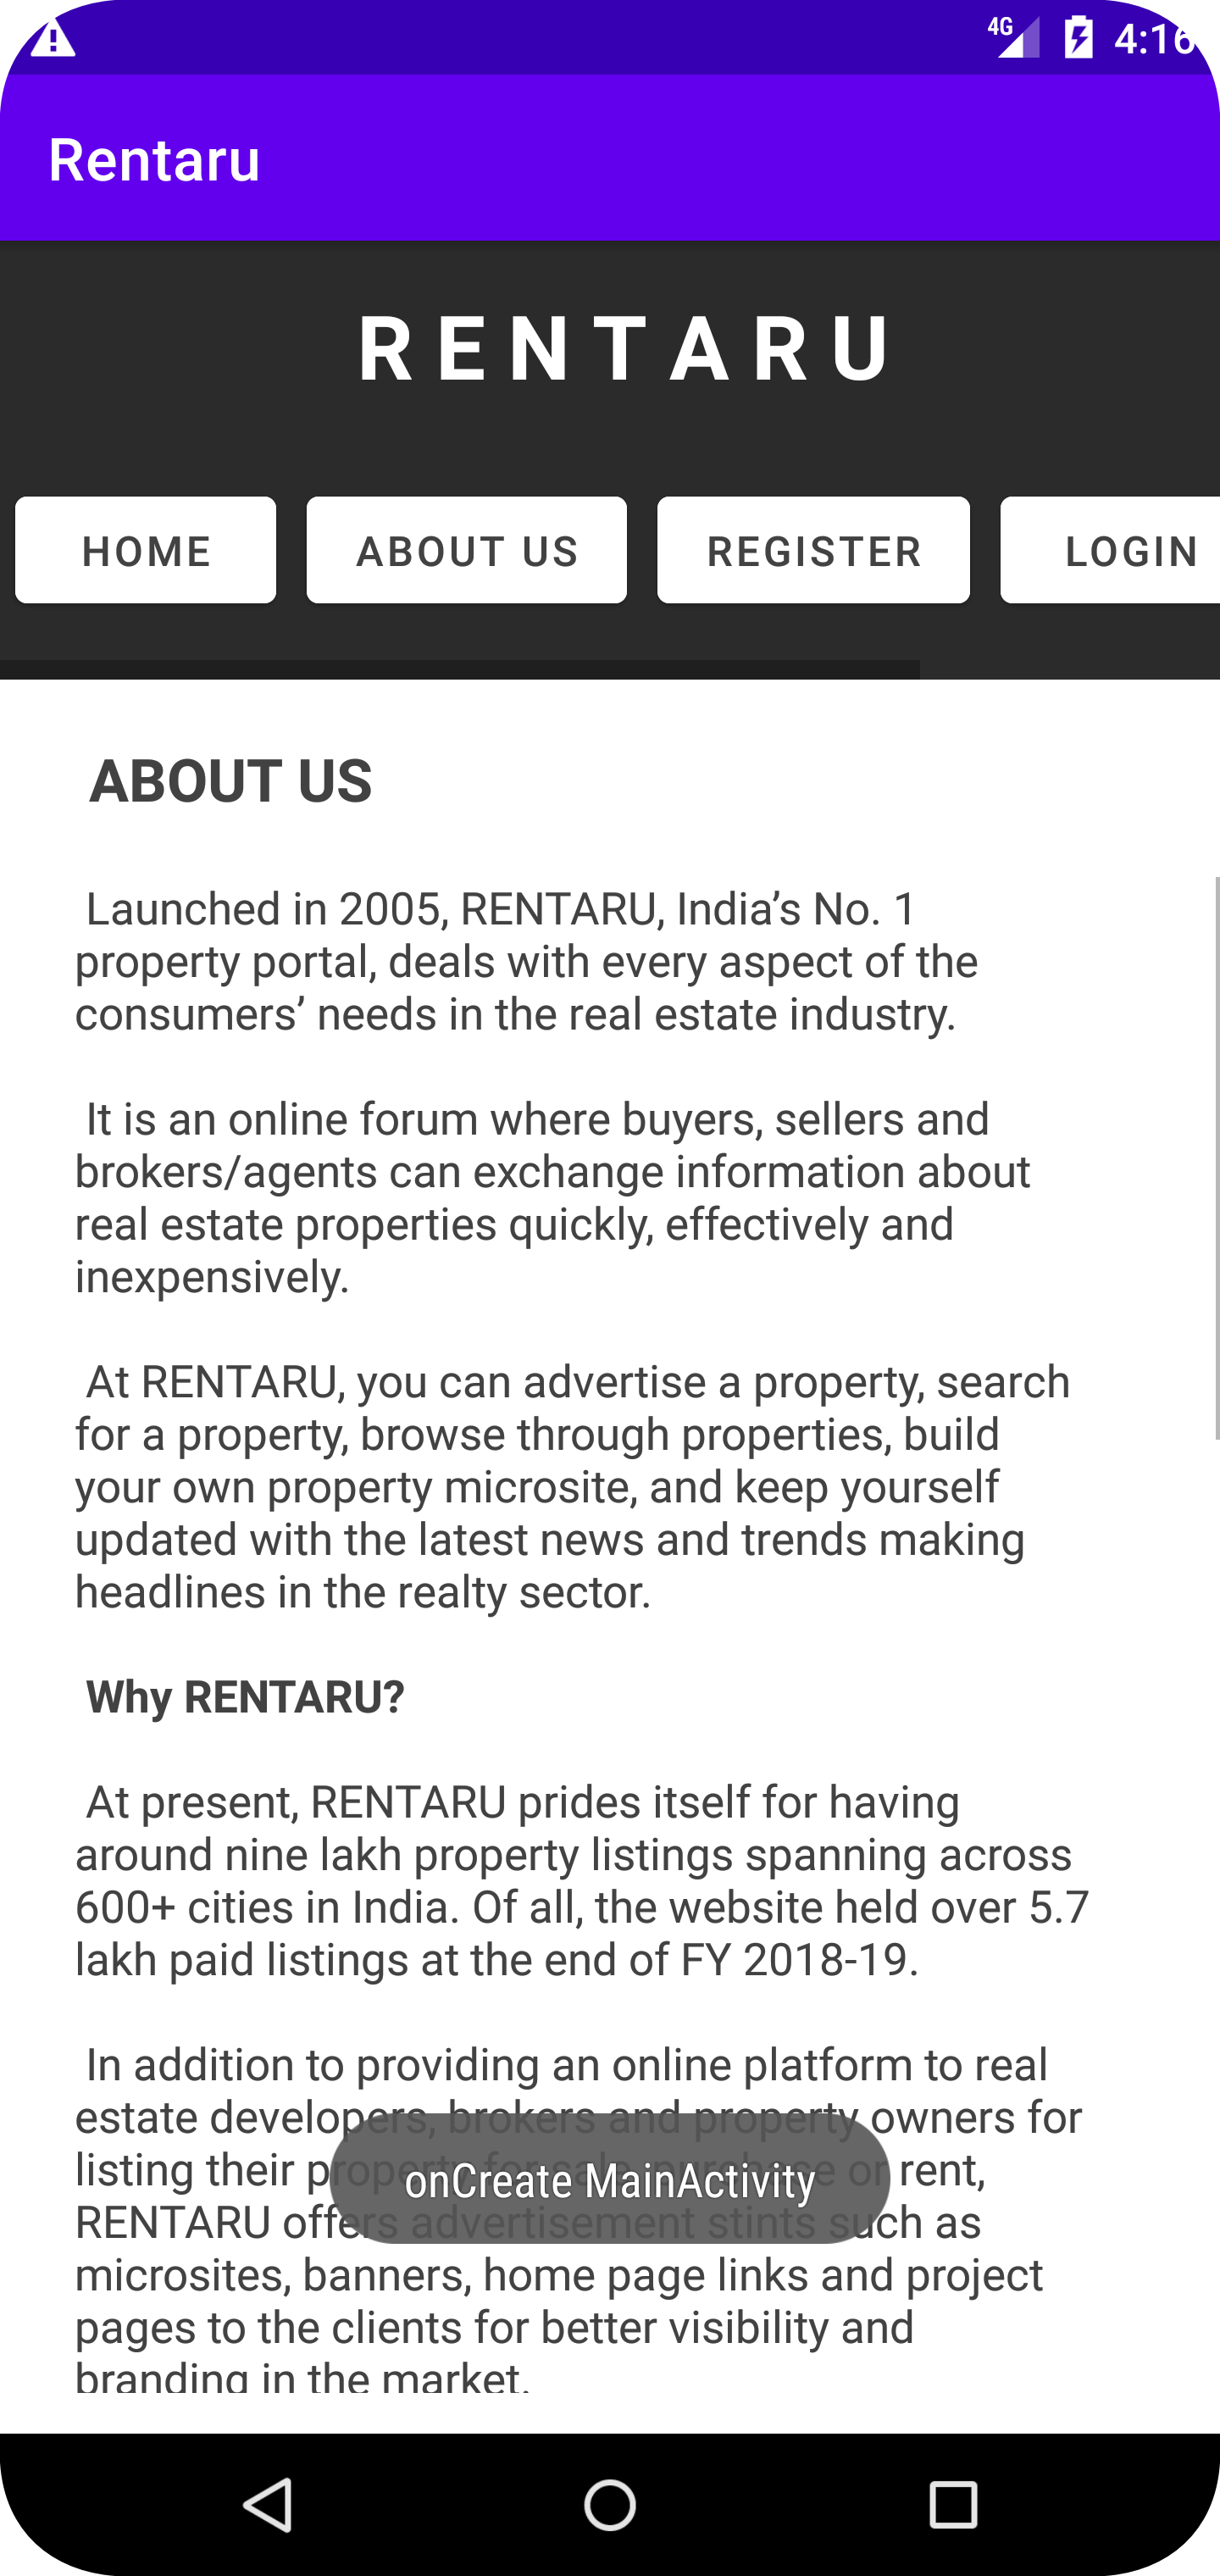 4G 4:16
Rentaru
RENTARU
HOME ABOUT US REGISTER LOGIN
ABOUT US
Launched in 2005, RENTARU, India’s No. 1
property portal, deals with every aspect of the
consumers’ needs in the real estate industry.
It is an online forum where buyers, sellers and
brokers/agents can exchange information about
real estate properties quickly, effectively and
inexpensively.
At RENTARU, you can advertise a property, search
for a property, browse through properties, build
your own property microsite, and keep yourself
updated with the latest news and trends making
headlines in the realty sector.
Why RENTARU?
At present, RENTARU prides itself for having
around nine lakh property listings spanning across
600+ cities in India. Of all, the website held over 5.7
lakh paid listings at the end of FY 2018-19.
In addition to providing an online platform to real
estate developers, brokers and property owners for
listing their property for sale, purchase or rent,
onCreate MainActivity
RENTARU offers advertisement stints such as
microsites, banners, home page links and project
pages to the clients for better visibility and
branding in the market.